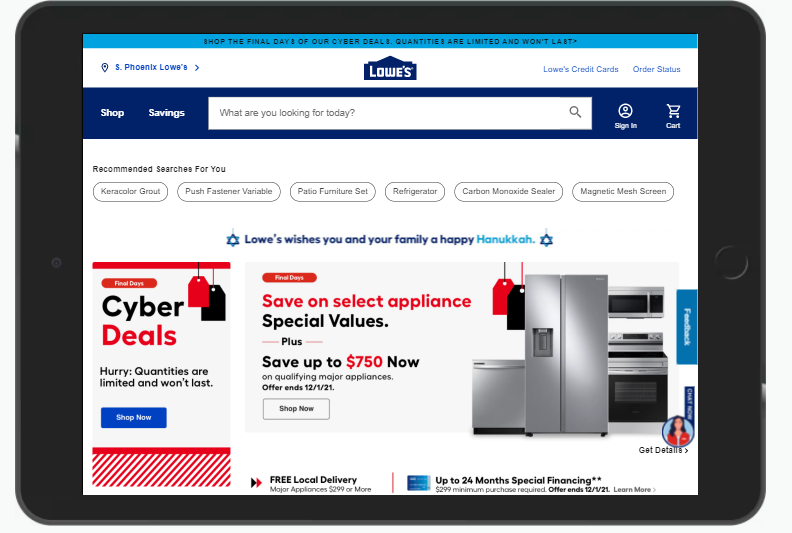 SHOP THE FINAL DAYS OF OUR CYBER DEALS. QUANTITIES ARE LIMITED AND WON'T LAST>
S. Phoenix Lowe's
LOWE'S
Lowe's Credit Cards
Order Status
Shop
Savings
What are you looking for today?
Sign In
Cart
Recommended Searches For You
Keracolor Grout
Push Fastener Variable
Patio Furniture Set
Refrigerator
Carbon Monoxide Sealer
Magnetic Mesh Screen
Lowe's wishes you and your family a happy Hanukkah.
Final Days
Cyber
Deals
Hurry: Quantities are
limited and won't last.
Shop Now
Final Days
Save on select appliance
Special Values.
Plus
Save up to $750 Now
on qualifying major appliances.
Offer ends 12/1/21.
Shop Now
Feedback
CHAT NOW
Get Details >
FREE Local Delivery
Major Appliances $299 or More
Up to 24 Months Special Financing**
$299 minimum purchase required. Offer ends 12/1/21. Learn More >